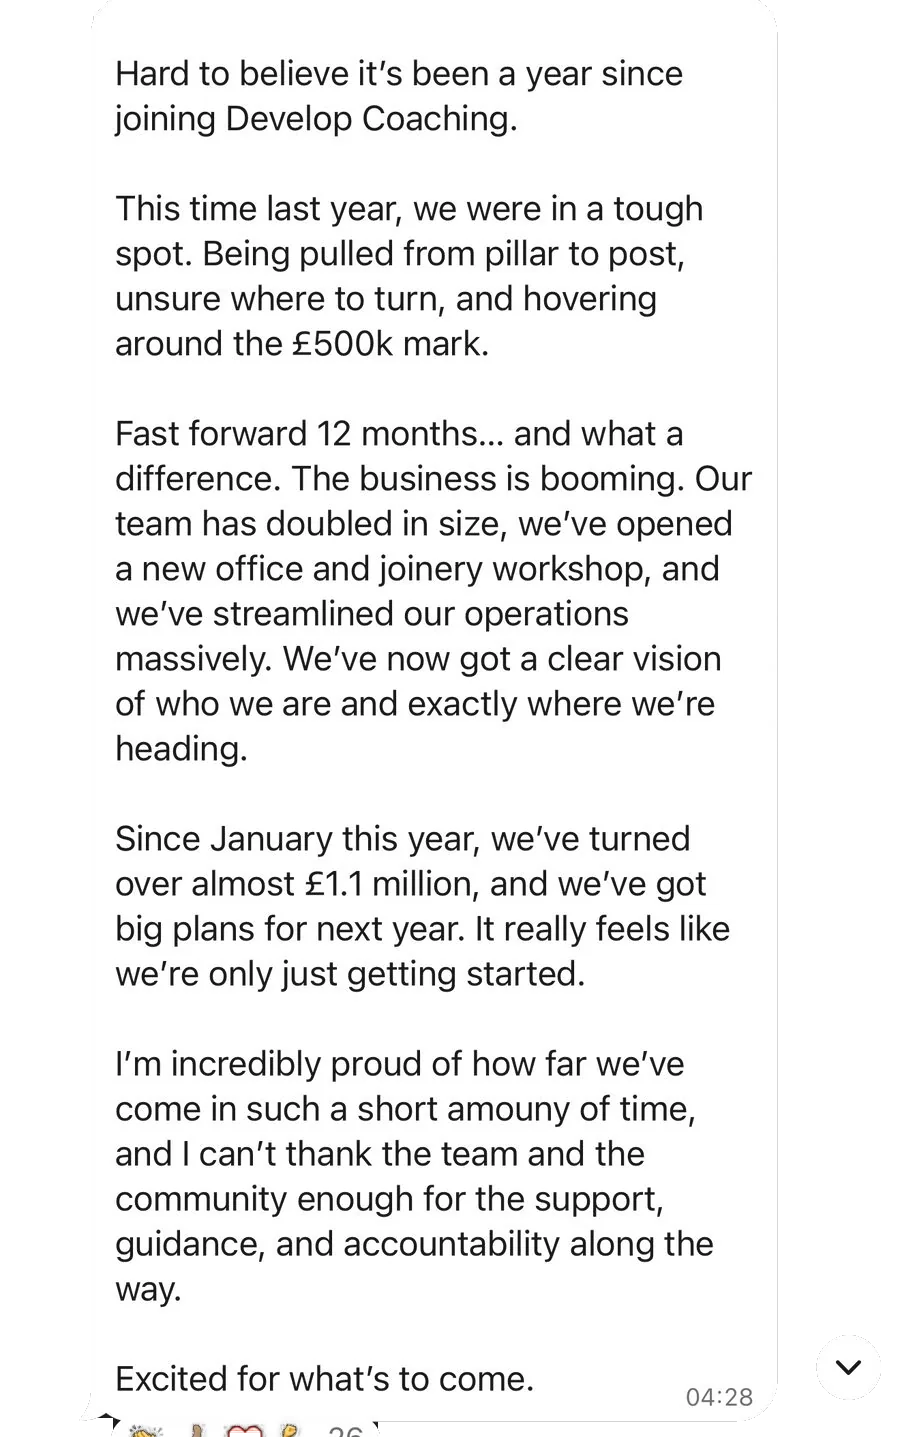 Hard to believe it’s been a year since
joining Develop Coaching.
This time last year, we were in a tough
spot. Being pulled from pillar to post,
unsure where to turn, and hovering
around the £500k mark.
Fast forward 12 months... and what a
difference. The business is booming. Our
team has doubled in size, we’ve opened
a new office and joinery workshop, and
we’ve streamlined our operations
massively. We’ve now got a clear vision
of who we are and exactly where we’re
heading.
Since January this year, we’ve turned
over almost £1.1 million, and we’ve got
big plans for next year. It really feels like
we’re only just getting started.
I’m incredibly proud of how far we’ve
come in such a short amouny of time,
and I can’t thank the team and the
community enough for the support,
guidance, and accountability along the
way.
Excited for what’s to come.
04:28